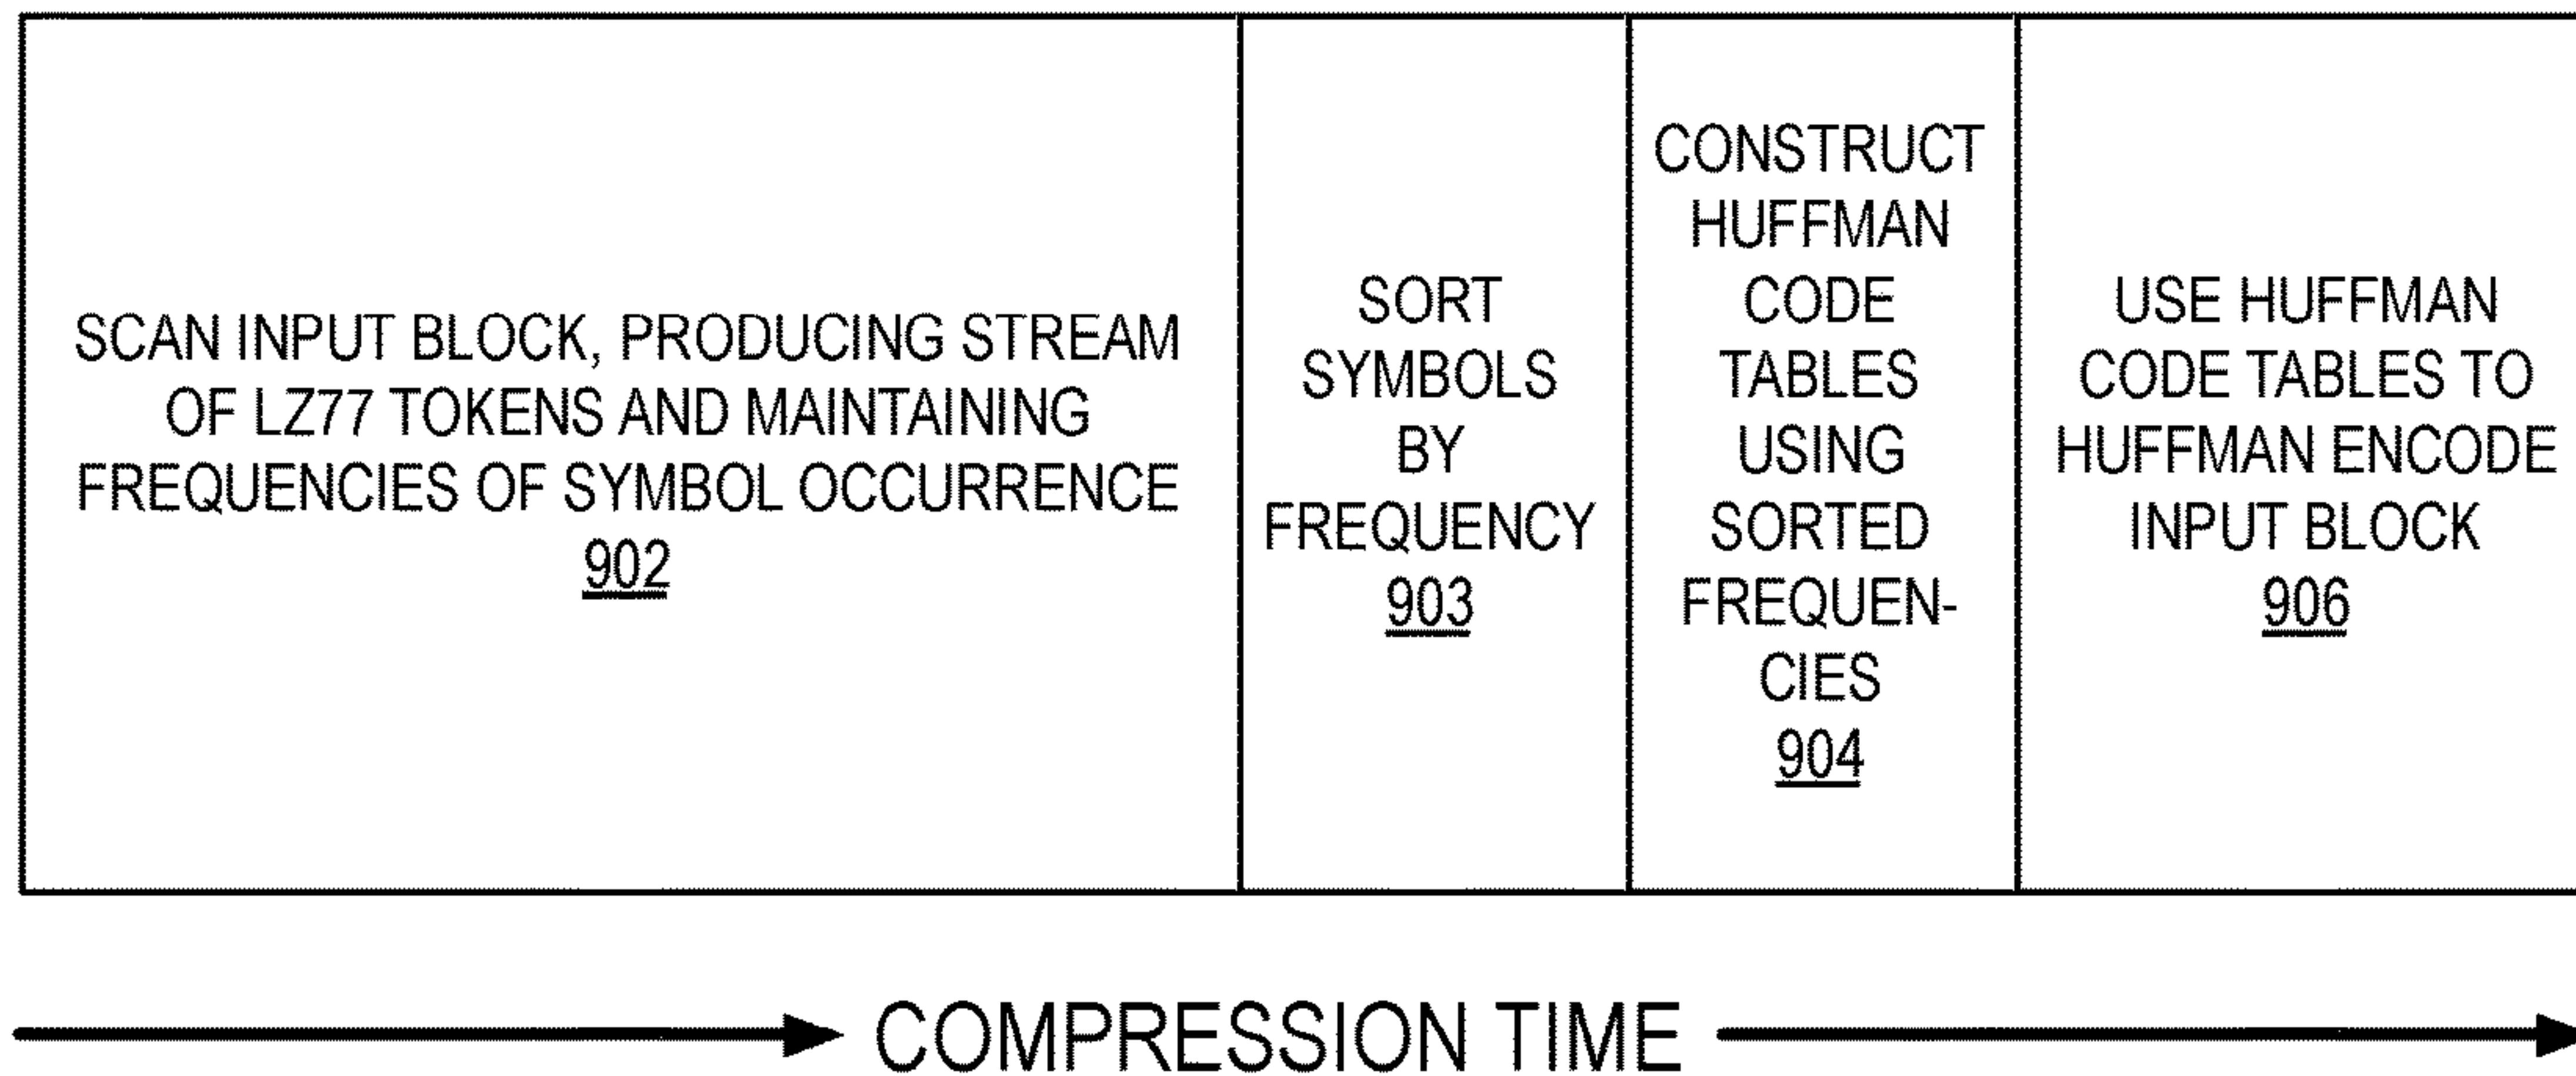 SCAN INPUT BLOCK, PRODUCING STREAM
OF LZ77 TOKENS AND MAINTAINING
FREQUENCIES OF SYMBOL OCCURRENCE
902
SORT
SYMBOLS
BY
FREQUENCY
903
CONSTRUCT
HUFFMAN
CODE
TABLES
USING
SORTED
FREQUEN-
CIES
904
USE HUFFMAN
CODE TABLES TO
HUFFMAN ENCODE
INPUT BLOCK
906
COMPRESSION TIME